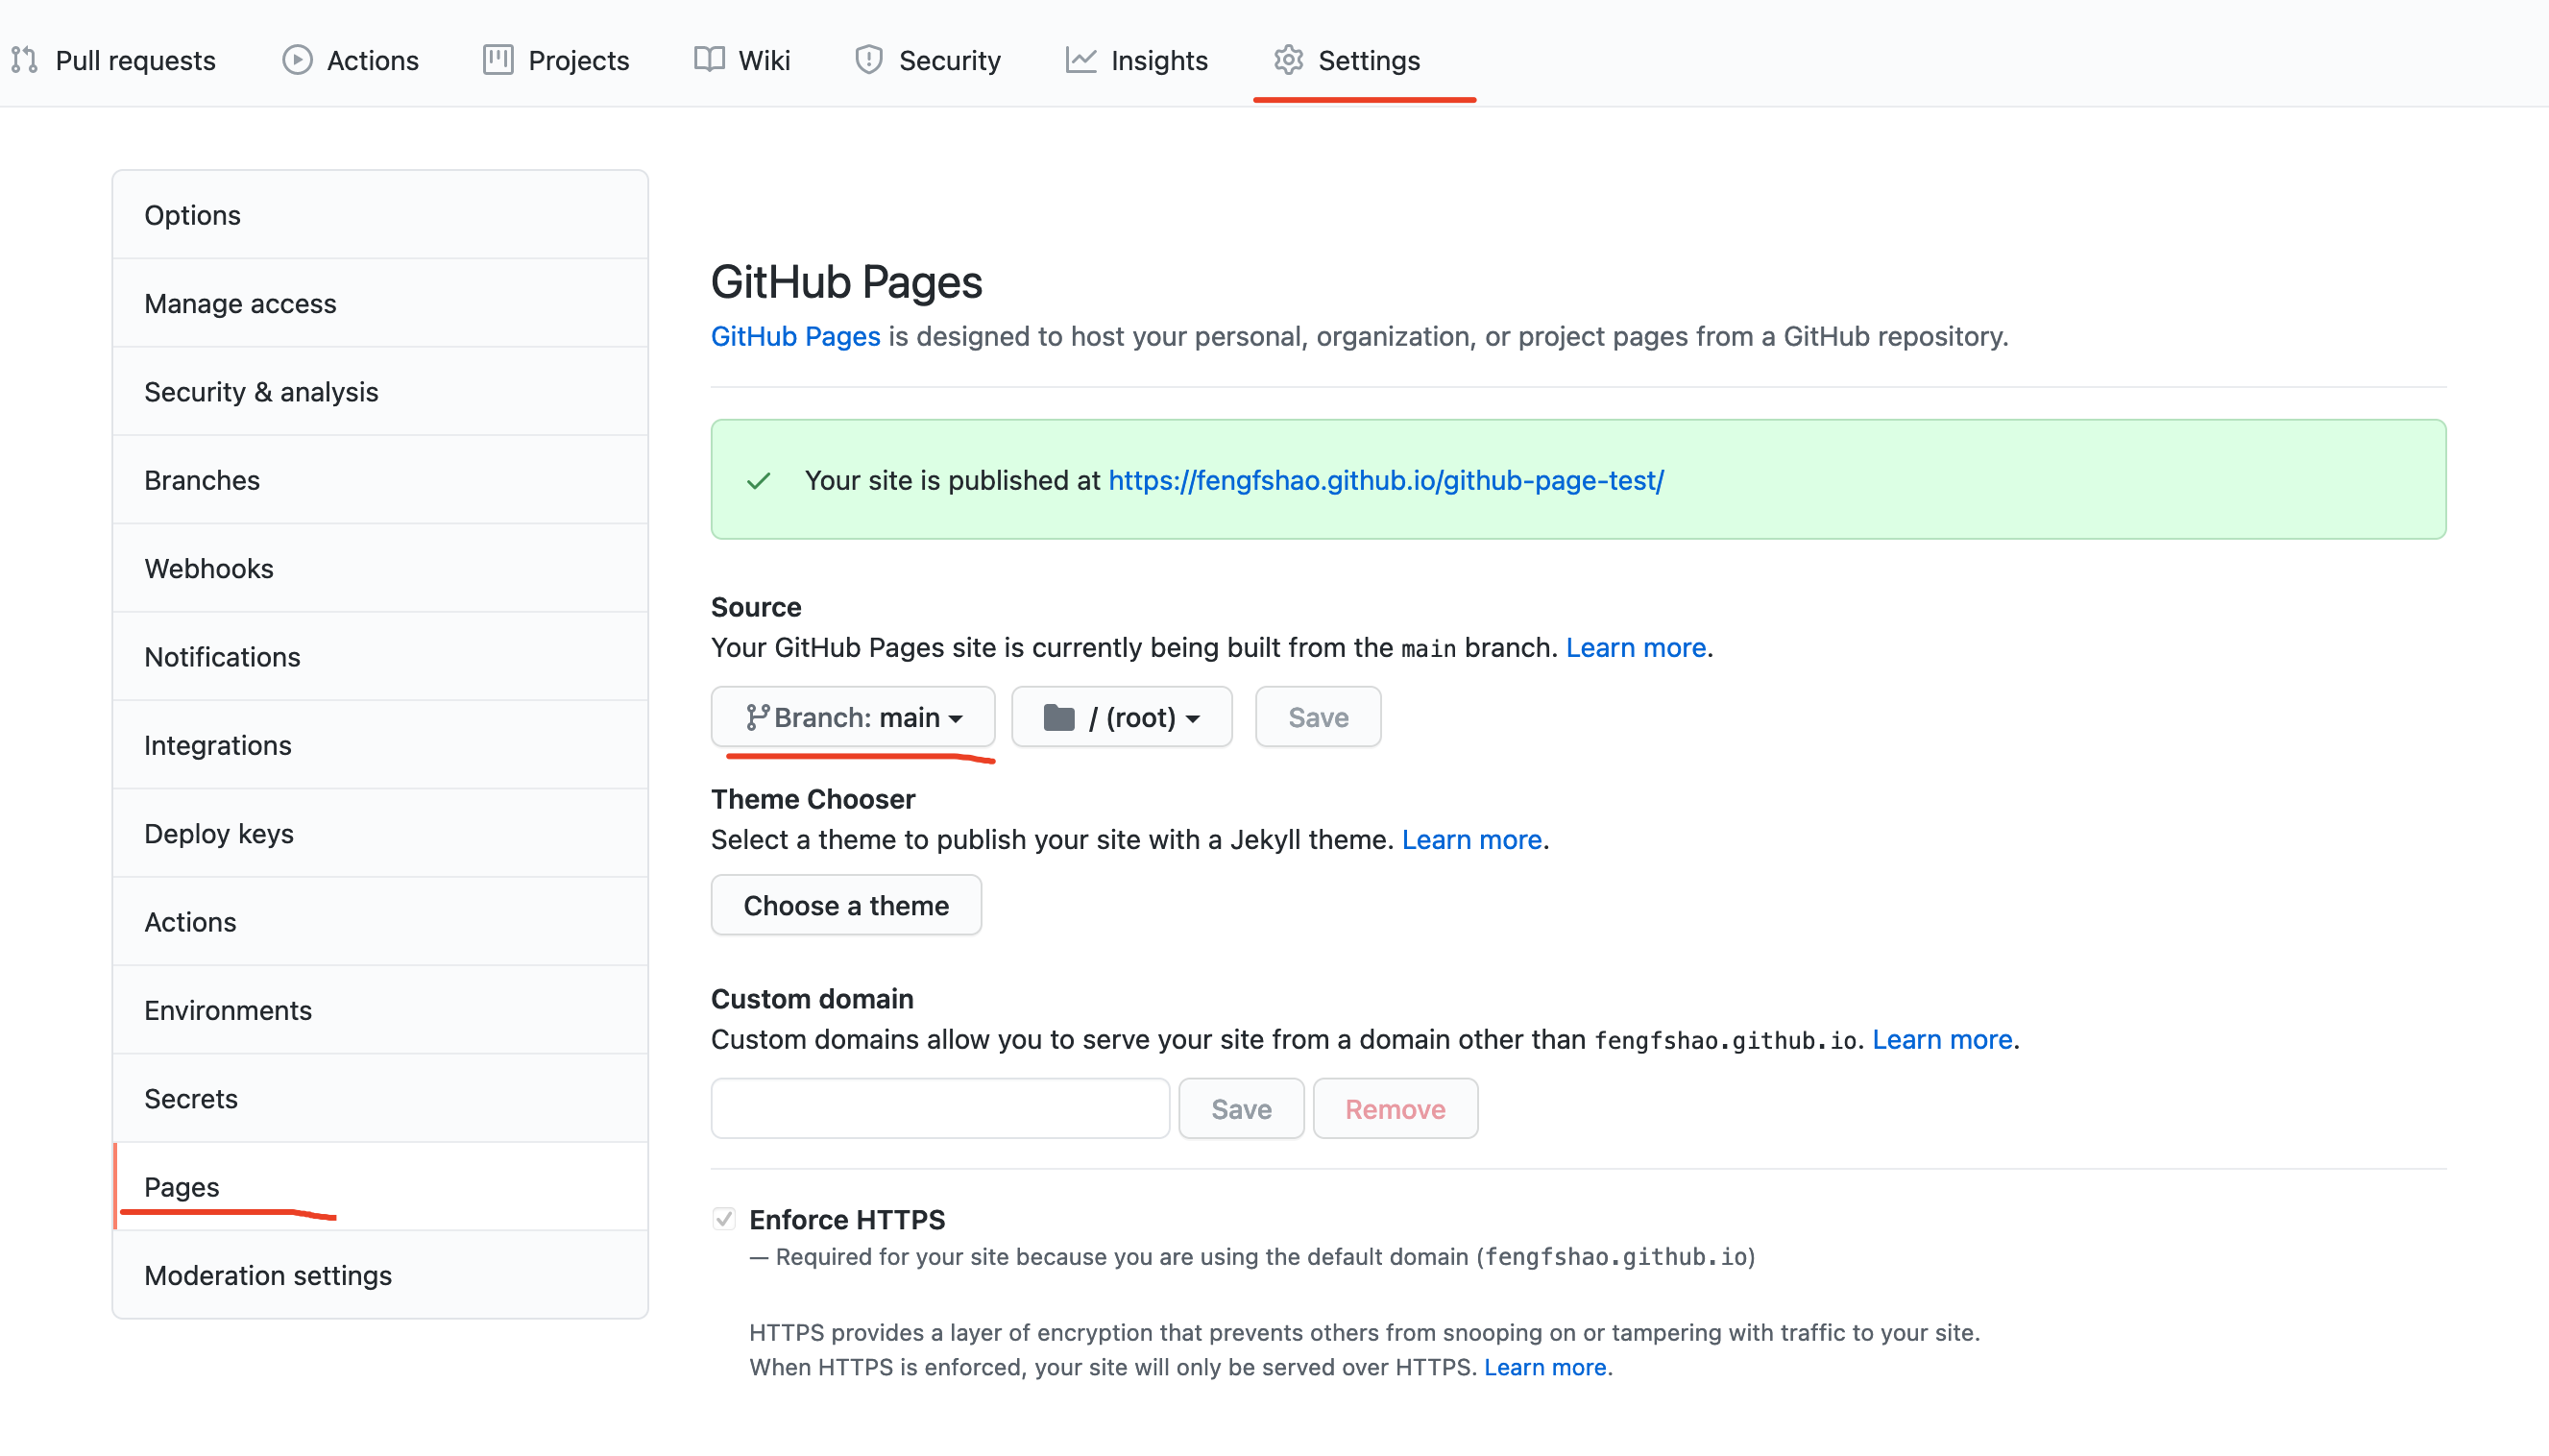 Pull requests Actions Projects Wiki Security Insights Settings
Options
Manage access
Security & analysis
Branches
Webhooks
Notifications
Integrations
Deploy keys
Actions
Environments
Secrets
Pages
Moderation settings
GitHub Pages
GitHub Pages is designed to host your personal, organization, or project pages from a GitHub repository.
Your site is published at https://fengfshao.github.io/github-page-test/
Source
Your GitHub Pages site is currently being built from the main branch. Learn more.
Branch: main / (root) Save
Theme Chooser
Select a theme to publish your site with a Jekyll theme. Learn more.
Choose a theme
Custom domain
Custom domains allow you to serve your site from a domain other than fengfshao.github.io. Learn more.
Save Remove
Enforce HTTPS
— Required for your site because you are using the default domain (fengfshao.github.io)
HTTPS provides a layer of encryption that prevents others from snooping on or tampering with traffic to your site.
When HTTPS is enforced, your site will only be served over HTTPS. Learn more.